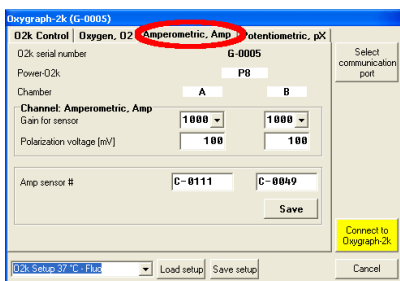 Oxygraph-2k (G-0005)
O2k Control Oxygen, O2 Amperometric, Amp Potentiometric, pX
O2k serial number G-0005
Select communication port
Power-O2k P8
Chamber A B
Channel: Amperometric, Amp
Gain for sensor 1000 1000
Polarization voltage [mV] 100 100
Amp sensor # C-0111 C-0049
Save
Connect to Oxygraph-2k
O2k Setup 37 °C - Fluo Load setup Save setup Cancel